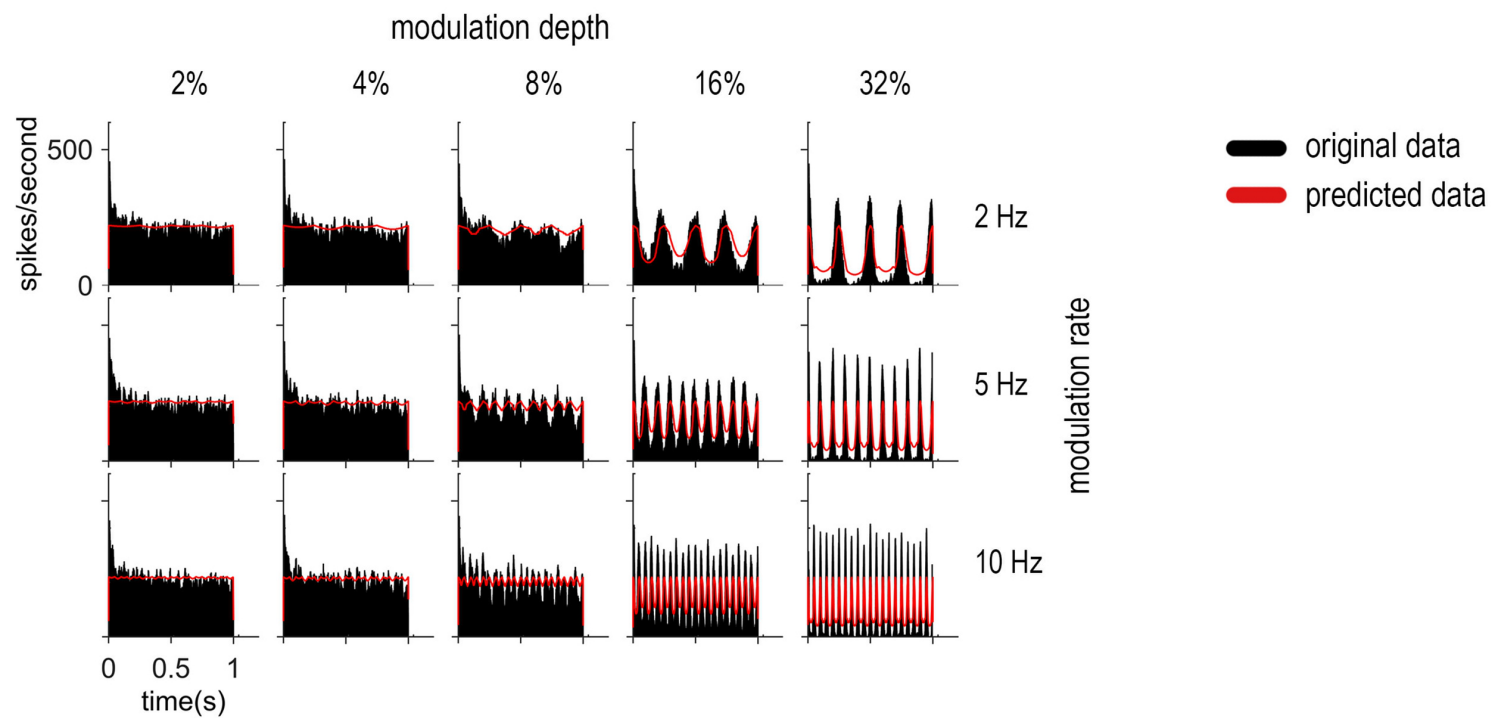 modulation depth
2% 4% 8% 16% 32%
spikes/second
500
0
original data
predicted data
2 Hz
5 Hz
modulation rate
10 Hz
0 0.5 1
time(s)